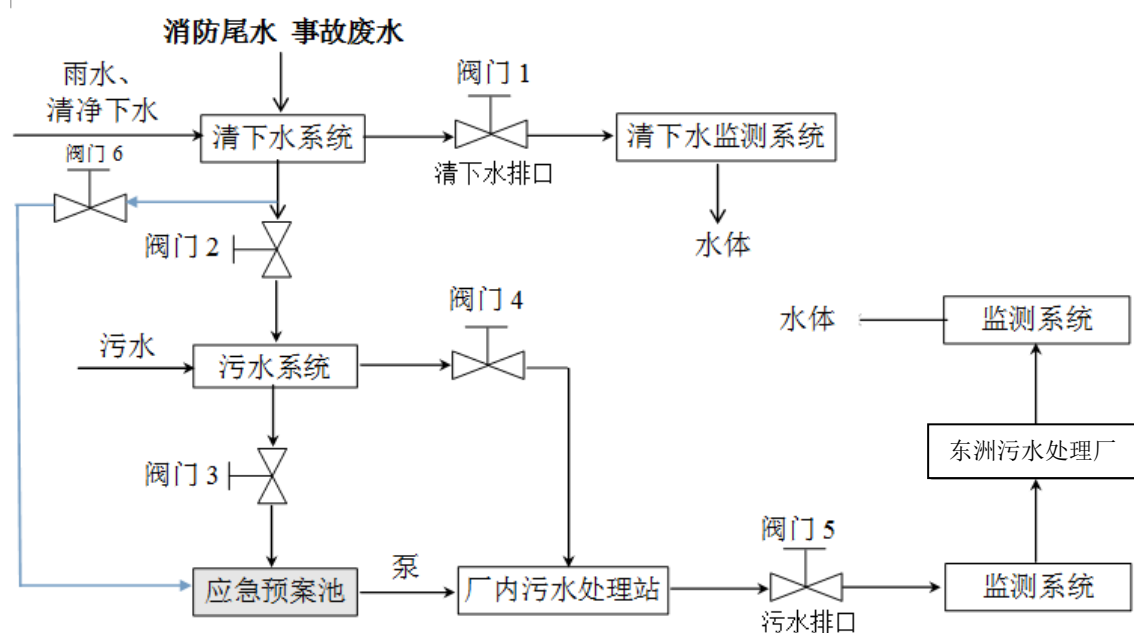 消防尾水 事故废水
雨水、
清净下水
阀门 1
清下水系统
清下水监测系统
阀门 6
清下水排口
阀门 2
水体
阀门 4
水体
监测系统
污水
污水系统
东洲污水处理厂
阀门 3
阀门 5
应急预案池
泵
厂内污水处理站
监测系统
污水排口